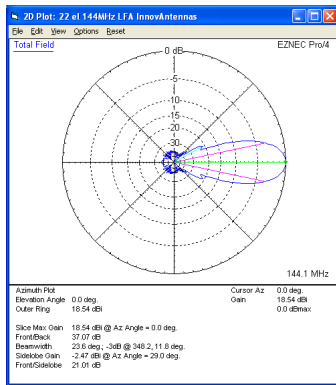 2D Plot: 22 el 144MHz LFA InnovAntennas
File Edit View Options Reset
Total Field
EZNEC Pro/4
0 dB
-5
-10
-15
-20
-30
144.1 MHz
Azimuth Plot
Elevation Angle 0.0 deg.
Outer Ring 18.54 dBi
Cursor Az 0.0 deg.
Gain 18.54 dBi
0.0 dBmax
Slice Max Gain 18.54 dBi @ Az Angle = 0.0 deg.
Front/Back 37.07 dB
Beamwidth 23.6 deg.; -3dB @ 348.2, 11.8 deg.
Sidelobe Gain -2.47 dBi @ Az Angle = 29.0 deg.
Front/Sidelobe 21.01 dB